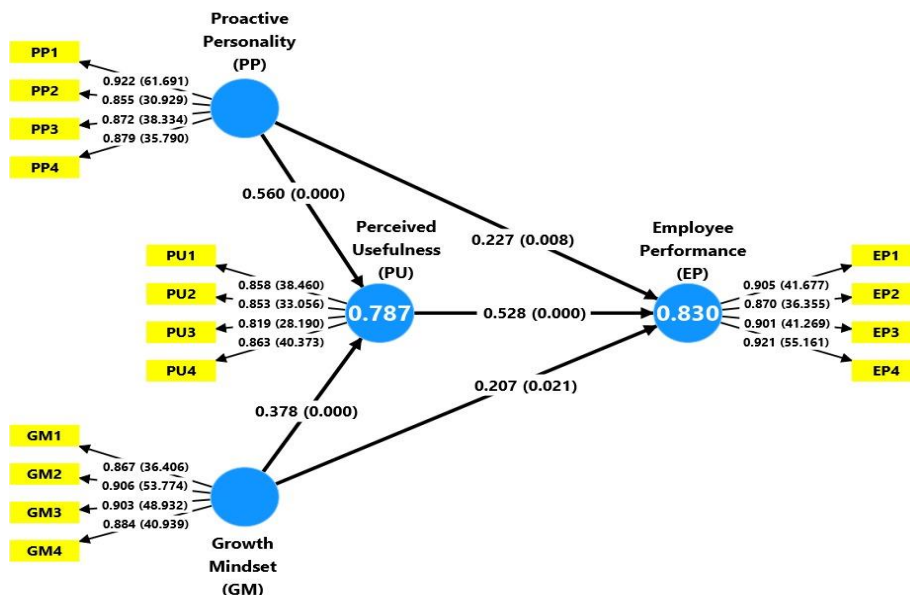 Proactive
Personality
(PP)
PP1
PP2
PP3
PP4
0.922 (61.691)
0.855 (30.929)
0.872 (38.334)
0.879 (35.790)
0.560 (0.000)
0.227 (0.008)
Perceived
Usefulness
(PU)
PU1
PU2
PU3
PU4
0.858 (38.460)
0.853 (33.056)
0.819 (28.190)
0.863 (40.373)
0.787
0.528 (0.000)
Employee
Performance
(EP)
0.830
0.905 (41.677)
0.870 (36.355)
0.901 (41.269)
0.921 (55.161)
EP1
EP2
EP3
EP4
0.378 (0.000)
0.207 (0.021)
GM1
GM2
GM3
GM4
0.867 (36.406)
0.906 (53.774)
0.903 (48.932)
0.884 (40.939)
Growth
Mindset
(GM)